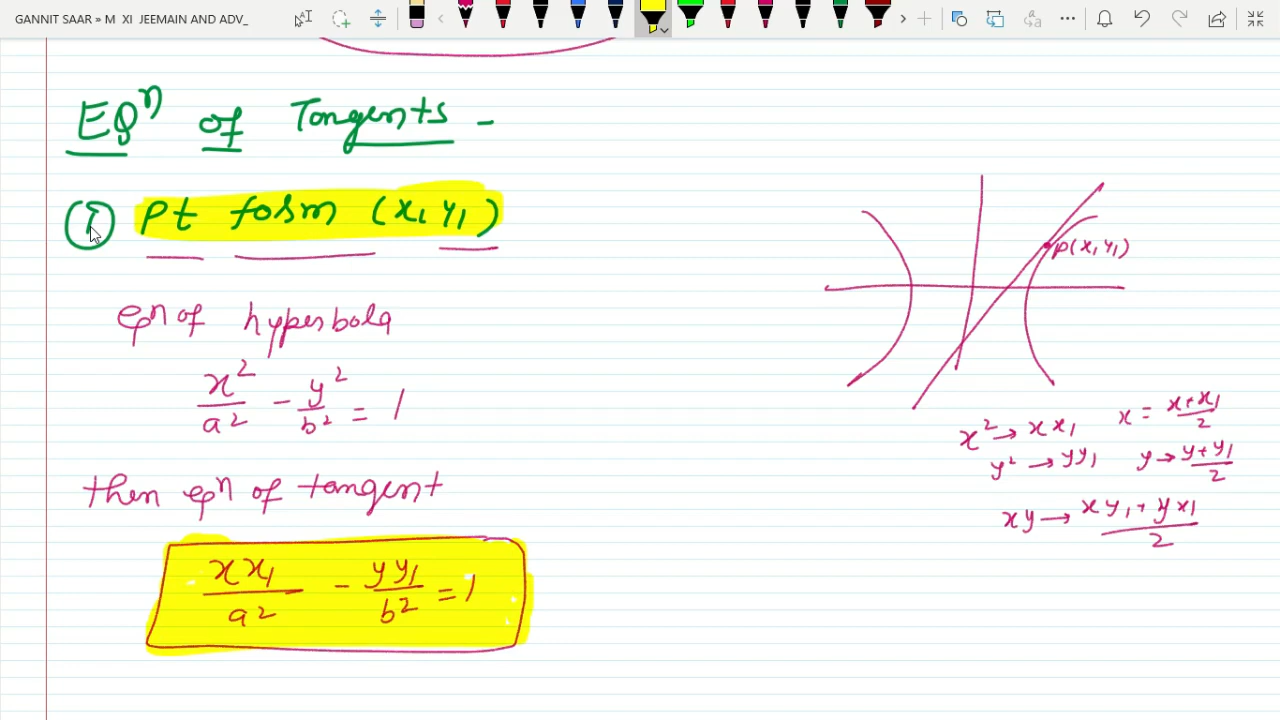 GANNIT SAAR » M XI JEEMAIN AND ADV_
EQⁿ of Tangents -
① Pt form (x₁ y₁)
P(x₁ y₁)
eqⁿ of hyperbola
x²/a² - y²/b² = 1
x² → xx₁ x = x+x₁/2
y² → yy₁ y → y+y₁/2
xy → xy₁ + yx₁/2
then eqⁿ of tangent
xx₁/a² - yy₁/b² = 1